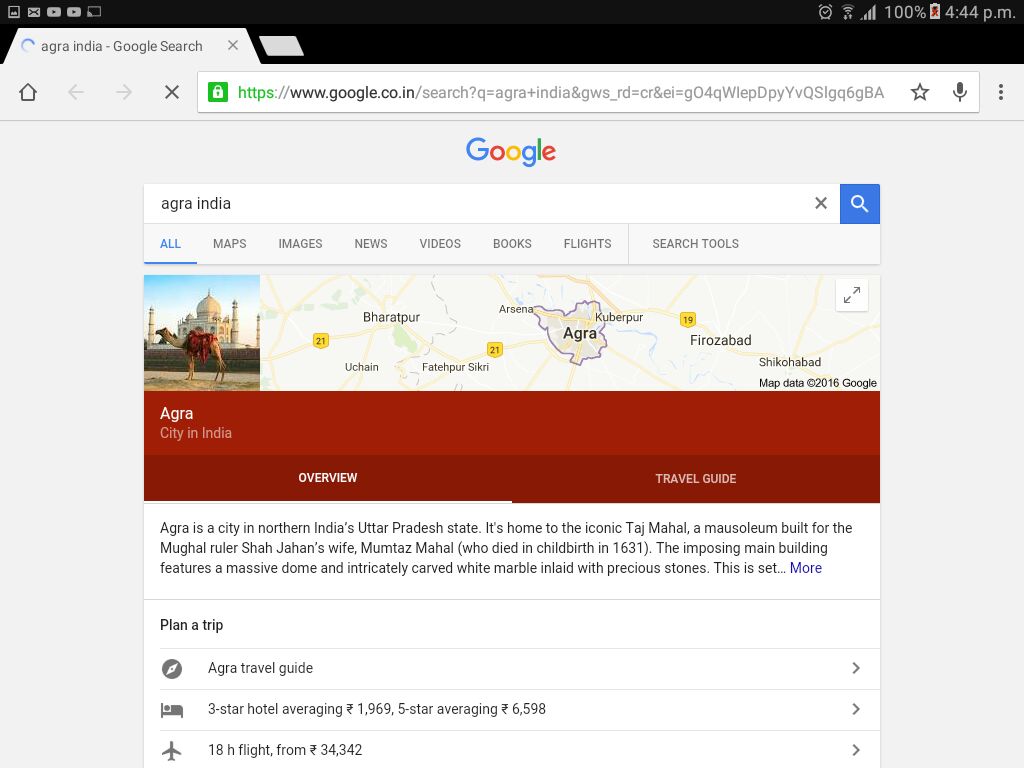 100% 4:44 p.m.
agra india - Google Search
https://www.google.co.in/search?q=agra+india&gws_rd=cr&ei=gO4qWIepDpyYvQSIgq6gBA
Google
agra india
ALL MAPS IMAGES NEWS VIDEOS BOOKS FLIGHTS SEARCH TOOLS
Arsena
Bharatpur
Kuberpur
19
Agra
21
Firozabad
21
Uchain
Fatehpur Sikri
Shikohabad
Map data ©2016 Google
Agra
City in India
OVERVIEW TRAVEL GUIDE
Agra is a city in northern India’s Uttar Pradesh state. It's home to the iconic Taj Mahal, a mausoleum built for the
Mughal ruler Shah Jahan’s wife, Mumtaz Mahal (who died in childbirth in 1631). The imposing main building
features a massive dome and intricately carved white marble inlaid with precious stones. This is set… More
Plan a trip
Agra travel guide
3-star hotel averaging ₹ 1,969, 5-star averaging ₹ 6,598
18 h flight, from ₹ 34,342